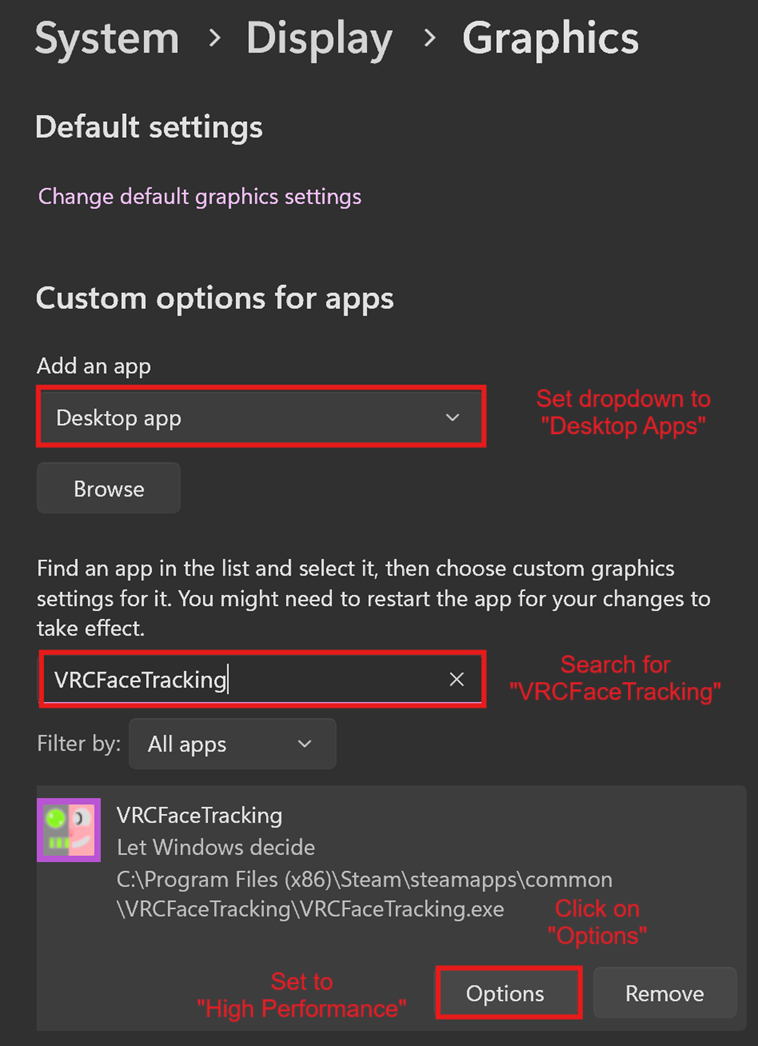 System > Display > Graphics
Default settings
Change default graphics settings
Custom options for apps
Add an app
Desktop app
Set dropdown to
"Desktop Apps"
Browse
Find an app in the list and select it, then choose custom graphics
settings for it. You might need to restart the app for your changes to
take effect.
VRCFaceTracking
Search for
"VRCFaceTracking"
Filter by: All apps
VRCFaceTracking
Let Windows decide
C:\Program Files (x86)\Steam\steamapps\common
\VRCFaceTracking\VRCFaceTracking.exe
Click on
"Options"
Set to
"High Performance"
Options
Remove